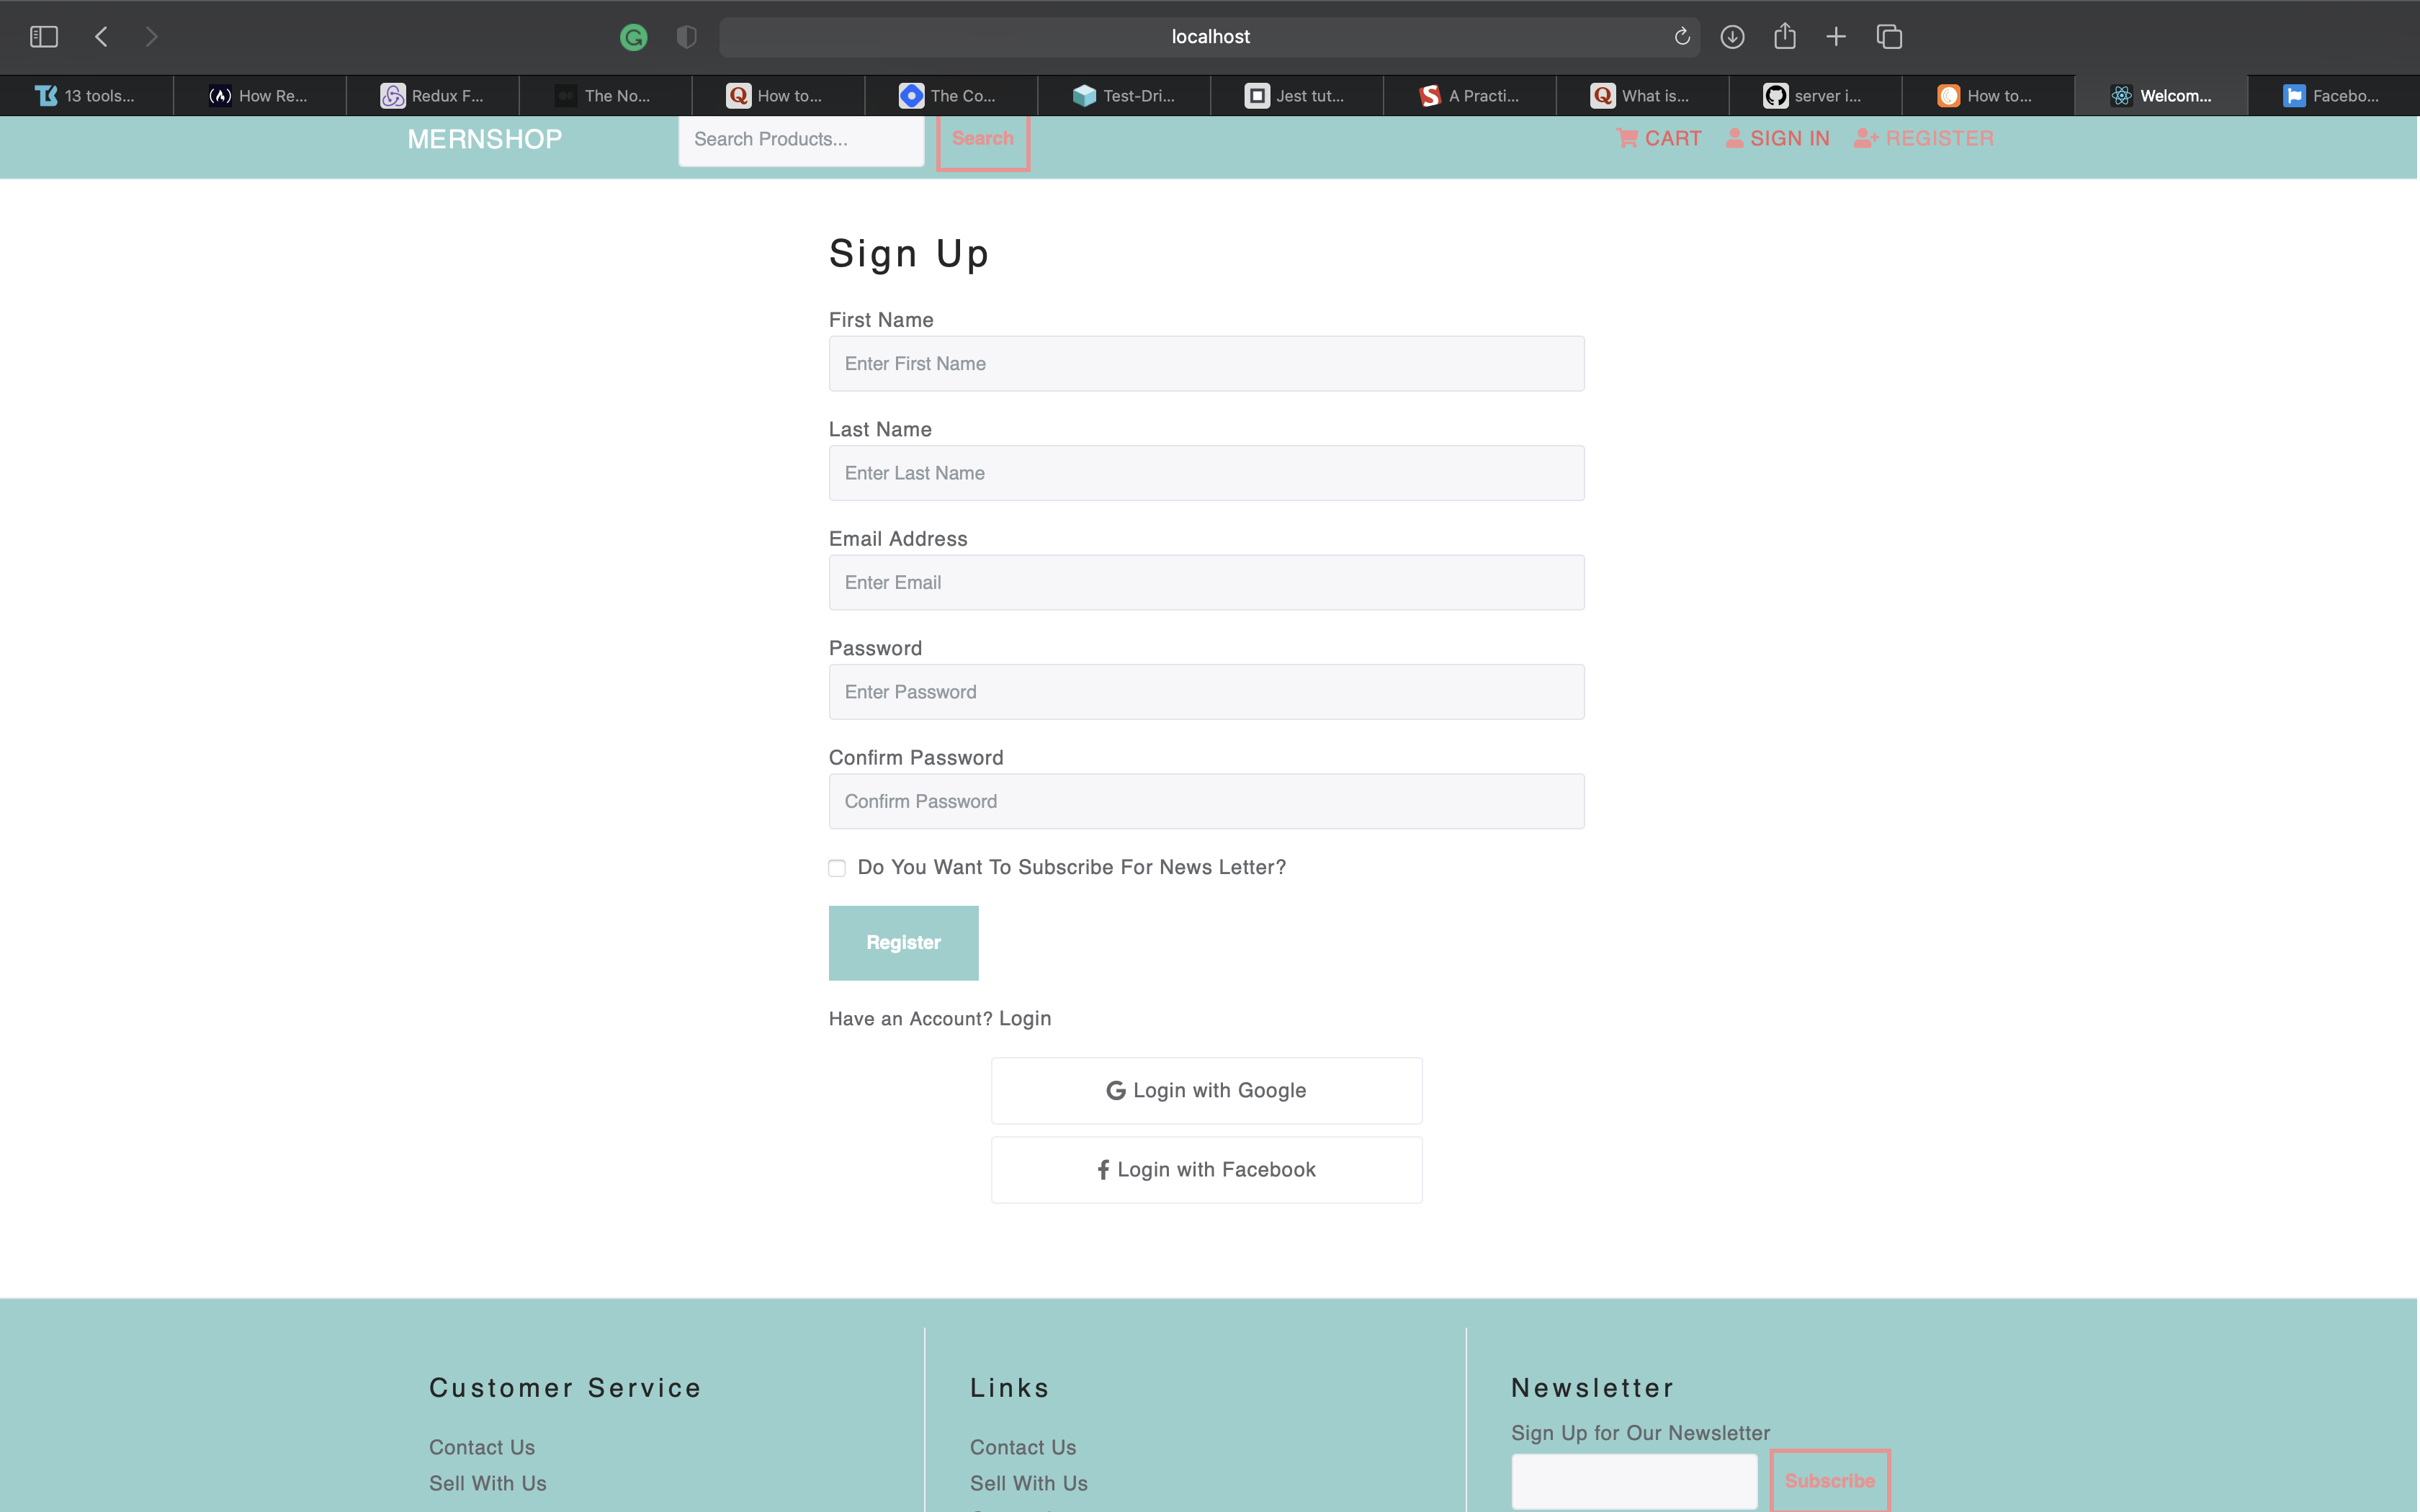 localhost
13 tools...
How Re...
Redux F...
The No...
How to...
The Co...
Test-Dri...
Jest tut...
A Practi...
What is...
server i...
How to...
Welcom...
Facebo...
MERNSHOP
Search Products...
Search
CART
SIGN IN
REGISTER
Sign Up
First Name
Enter First Name
Last Name
Enter Last Name
Email Address
Enter Email
Password
Enter Password
Confirm Password
Confirm Password
Do You Want To Subscribe For News Letter?
Register
Have an Account? Login
Login with Google
Login with Facebook
Customer Service
Contact Us
Sell With Us
Links
Contact Us
Sell With Us
Newsletter
Sign Up for Our Newsletter
Subscribe